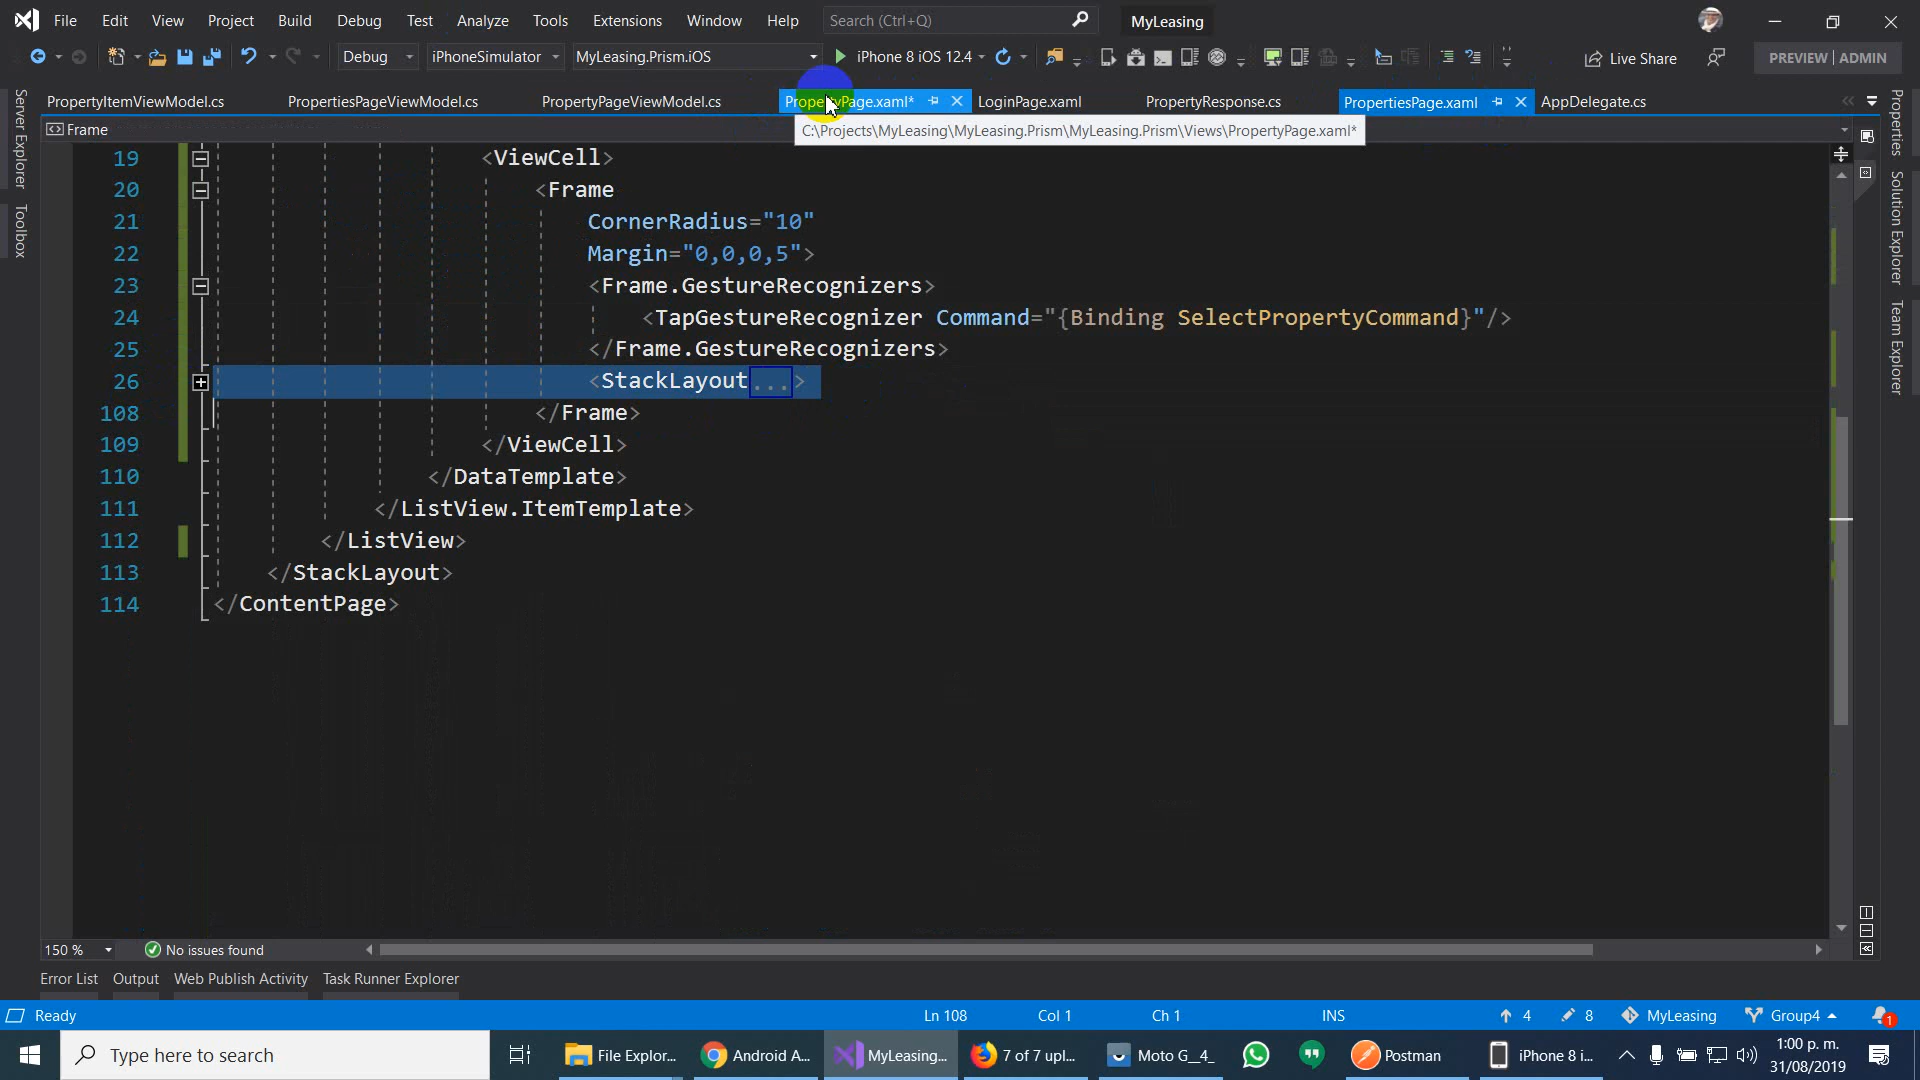 File Edit View Project Build Debug Test Analyze Tools Extensions Window Help Search (Ctrl+Q) MyLeasing
Debug iPhoneSimulator MyLeasing.Prism.iOS iPhone 8 iOS 12.4 Live Share PREVIEW | ADMIN
PropertyItemViewModel.cs PropertiesPageViewModel.cs PropertyPageViewModel.cs PropertyPage.xaml* LoginPage.xaml PropertyResponse.cs PropertiesPage.xaml AppDelegate.cs
Frame
C:\Projects\MyLeasing\MyLeasing.Prism\MyLeasing.Prism\Views\PropertyPage.xaml*
Server Explorer
Toolbox
Properties
Solution Explorer
Team Explorer
19 <ViewCell>
20 <Frame
21 CornerRadius="10"
22 Margin="0,0,0,5">
23 <Frame.GestureRecognizers>
24 <TapGestureRecognizer Command="{Binding SelectPropertyCommand}"/>
25 </Frame.GestureRecognizers>
26 <StackLayout...>
108 </Frame>
109 </ViewCell>
110 </DataTemplate>
111 </ListView.ItemTemplate>
112 </ListView>
113 </StackLayout>
114 </ContentPage>
150 % No issues found
Error List Output Web Publish Activity Task Runner Explorer
Ready Ln 108 Col 1 Ch 1 INS 4 8 MyLeasing Group4 1
Type here to search File Explor... Android A... MyLeasing... 7 of 7 upl... Moto G_4_ Postman iPhone 8 i... 1:00 p. m.
31/08/2019